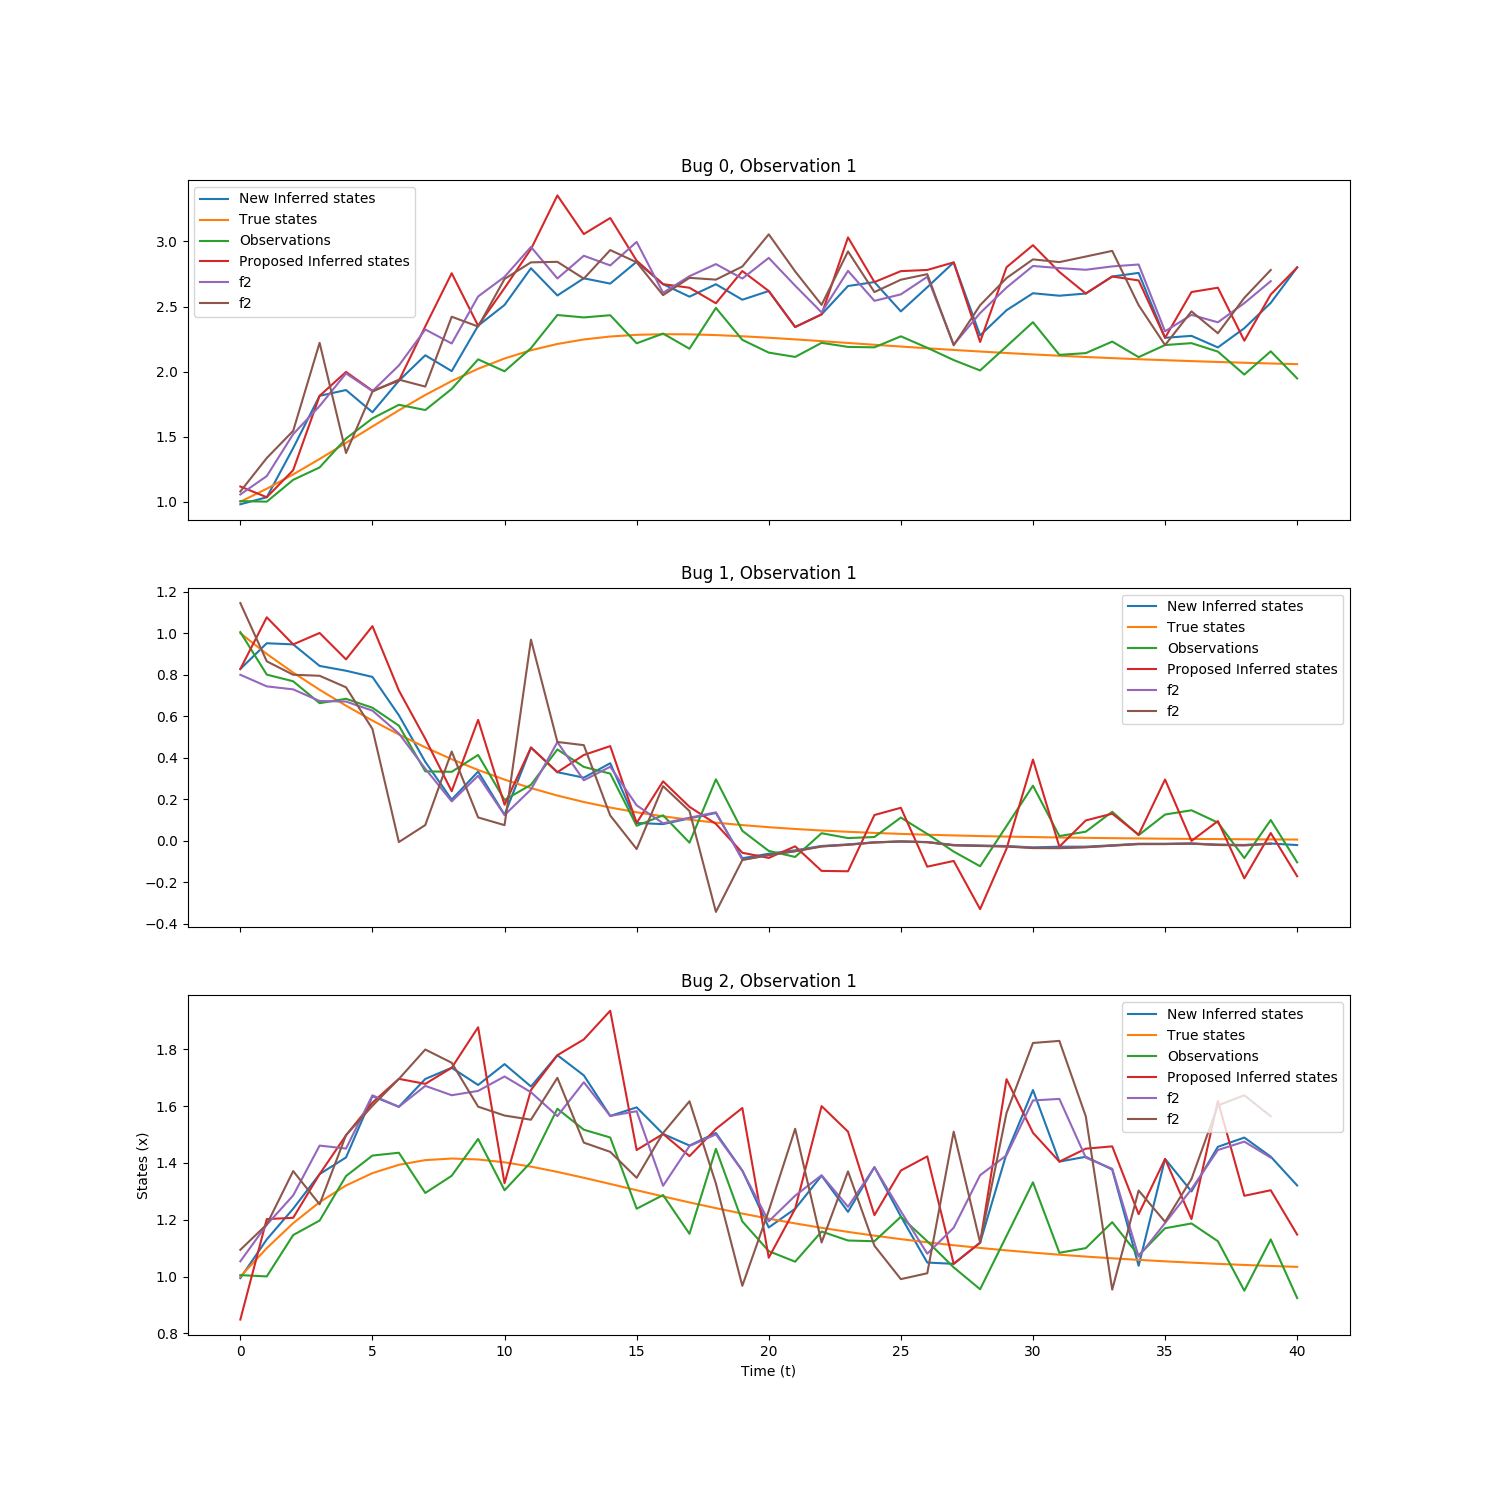 Bug 0, Observation 1
New Inferred states
True states
Observations
Proposed Inferred states
f2
f2
3.0
2.5
2.0
1.5
1.0
Bug 1, Observation 1
New Inferred states
True states
Observations
Proposed Inferred states
f2
f2
1.2
1.0
0.8
0.6
0.4
0.2
0.0
−0.2
−0.4
Bug 2, Observation 1
New Inferred states
True states
Observations
Proposed Inferred states
f2
f2
1.8
1.6
1.4
1.2
1.0
0.8
States (x)
0 5 10 15 20 25 30 35 40
Time (t)